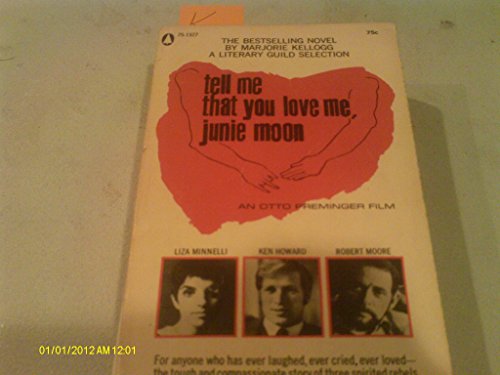 K
75-1327
75c
THE BESTSELLING NOVEL
BY MARJORIE KELLOGG
A LITERARY GUILD SELECTION
tell me
that you love me,
junie moon
AN OTTO PREMINGER FILM
LIZA MINNELLI KEN HOWARD ROBERT MOORE
For anyone who has ever laughed, ever cried, ever loved—
the tough and compassionate story of three spirited rebels
01/01/2012 AM 12:01